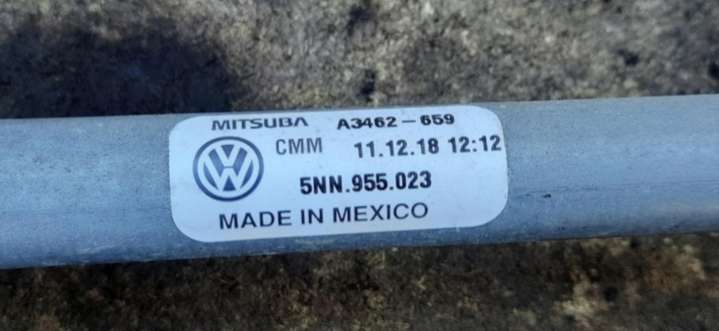 MITSUBA A3462-659
CMM 11.12.18 12:12
5NN.955.023
MADE IN MEXICO